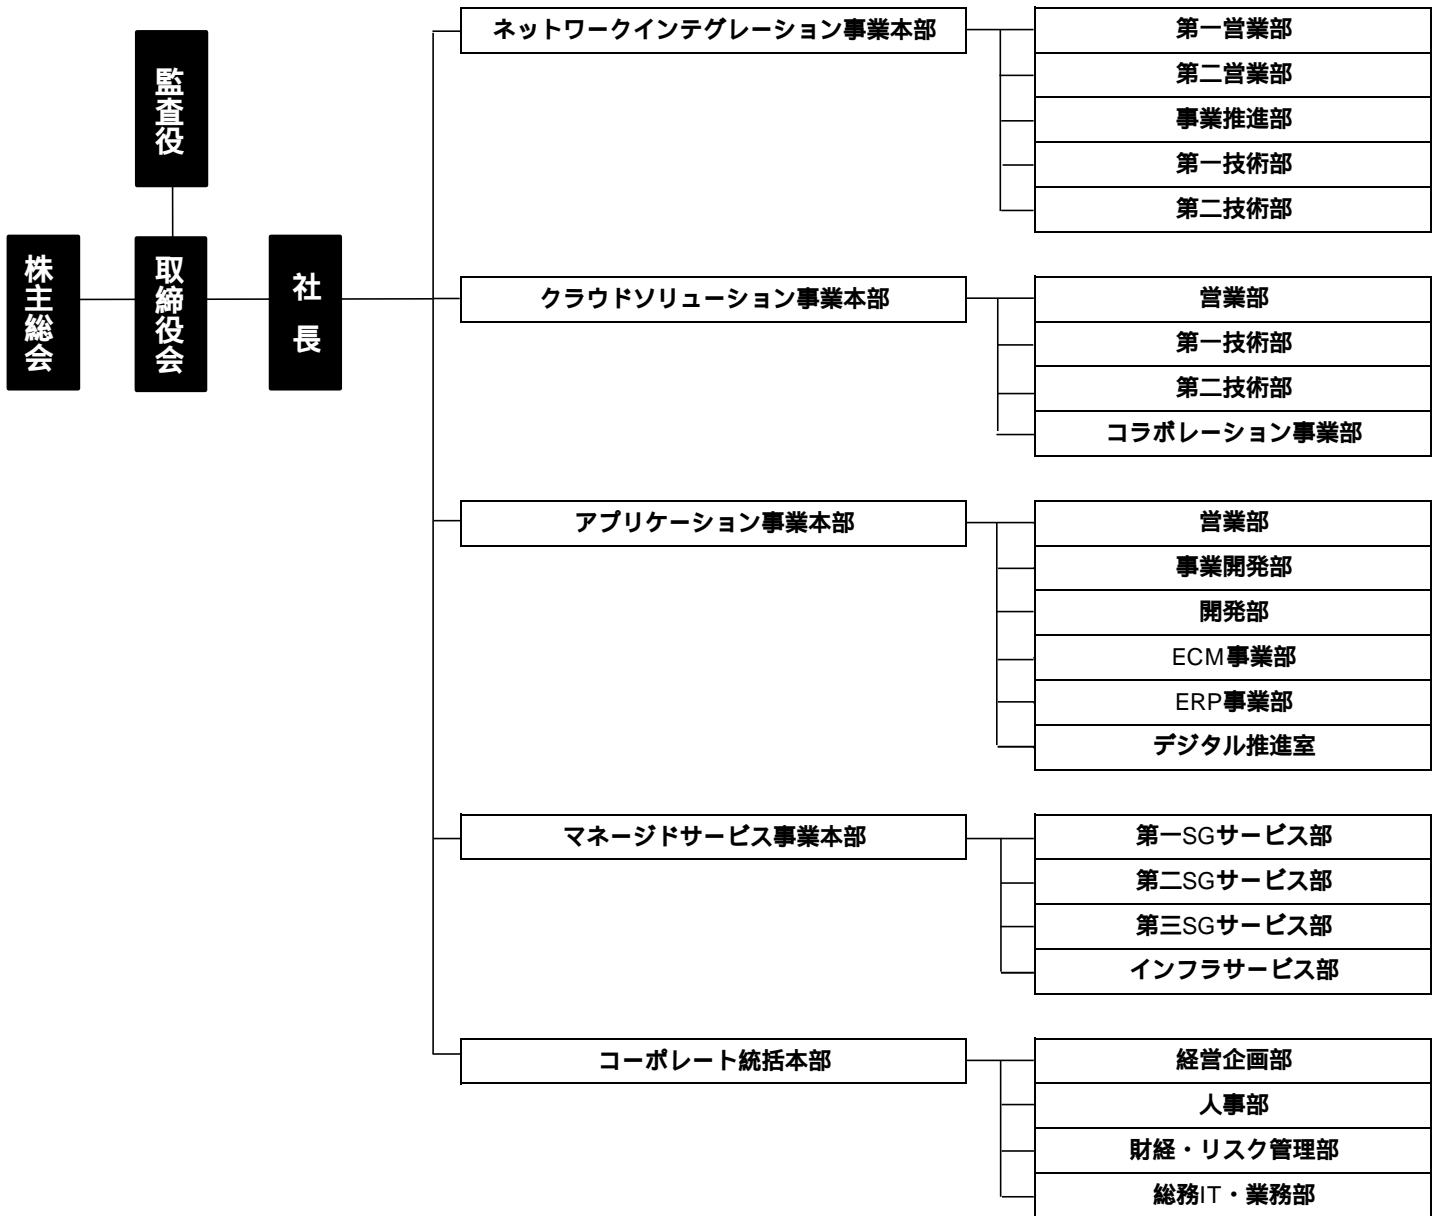 監査役
株主総会
取締役会
社長
ネットワークインテグレーション事業本部
第一営業部
第二営業部
事業推進部
第一技術部
第二技術部
クラウドソリューション事業本部
営業部
第一技術部
第二技術部
コラボレーション事業部
アプリケーション事業本部
営業部
事業開発部
開発部
ECM事業部
ERP事業部
デジタル推進室
マネージドサービス事業本部
第一SGサービス部
第二SGサービス部
第三SGサービス部
インフラサービス部
コーポレート統括本部
経営企画部
人事部
財経・リスク管理部
総務IT・業務部